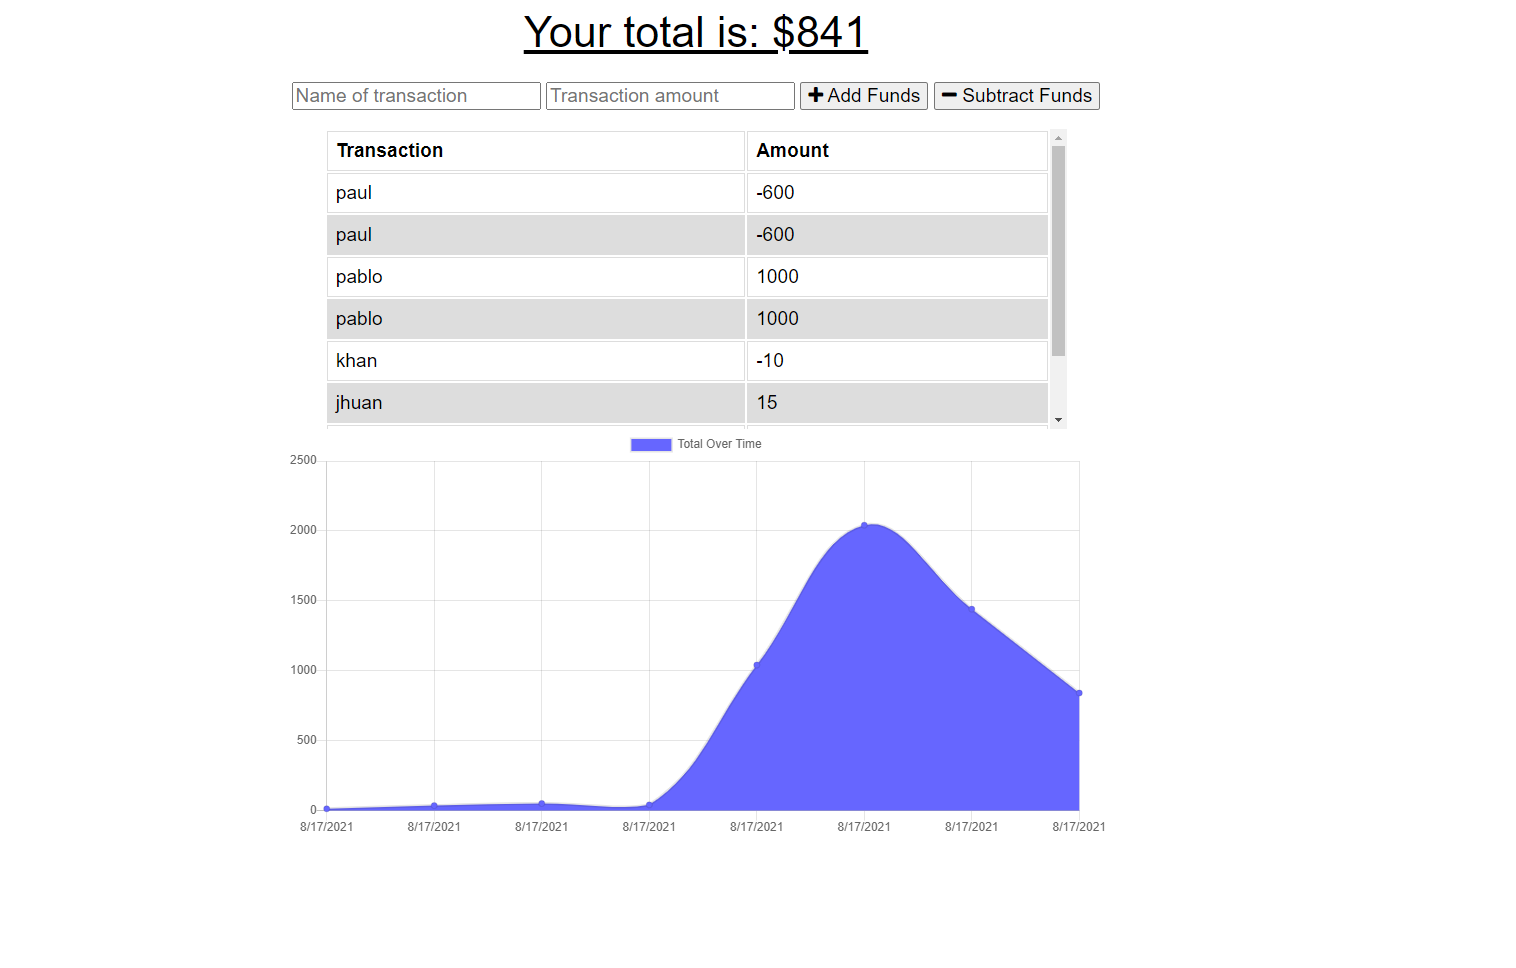 Your total is: $841
Name of transaction Transaction amount Add Funds Subtract Funds
Transaction Amount
paul -600
paul -600
pablo 1000
pablo 1000
khan -10
jhuan 15
Total Over Time
2500
2000
1500
1000
500
0
8/17/2021 8/17/2021 8/17/2021 8/17/2021 8/17/2021 8/17/2021 8/17/2021 8/17/2021